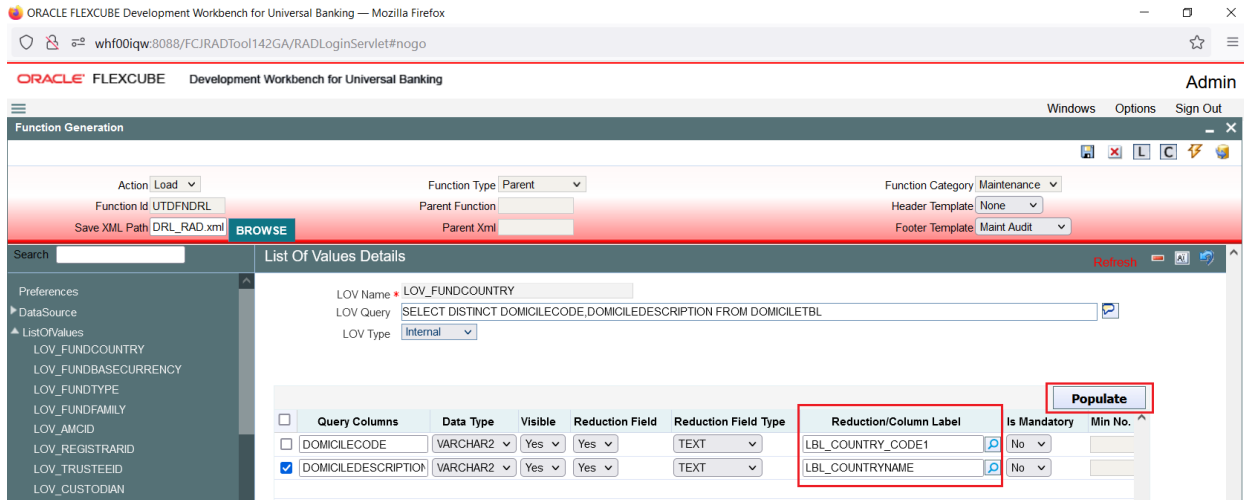 ORACLE FLEXCUBE Development Workbench for Universal Banking — Mozilla Firefox
whf00iqw:8088/FCJRADTool142GA/RADLoginServlet#nogo
ORACLE FLEXCUBE Development Workbench for Universal Banking Admin
Windows Options Sign Out
Function Generation
L C
Action Load Function Type Parent Function Category Maintenance
Function Id UTDFNDRL Parent Function Header Template None
Save XML Path DRL_RAD.xml BROWSE Parent Xml Footer Template Maint Audit
Search List Of Values Details Refresh
Preferences
DataSource
ListOfValues
LOV_FUNDCOUNTRY
LOV_FUNDBASECURRENCY
LOV_FUNDTYPE
LOV_FUNDFAMILY
LOV_AMCID
LOV_REGISTRARID
LOV_TRUSTEEID
LOV_CUSTODIAN
LOV Name * LOV_FUNDCOUNTRY
LOV Query SELECT DISTINCT DOMICILECODE,DOMICILEDESCRIPTION FROM DOMICILETBL
LOV Type Internal
Populate
Query Columns Data Type Visible Reduction Field Reduction Field Type Reduction/Column Label Is Mandatory Min No.
DOMICILECODE VARCHAR2 Yes Yes TEXT LBL_COUNTRY_CODE1 No
DOMICILEDESCRIPTION VARCHAR2 Yes Yes TEXT LBL_COUNTRYNAME No